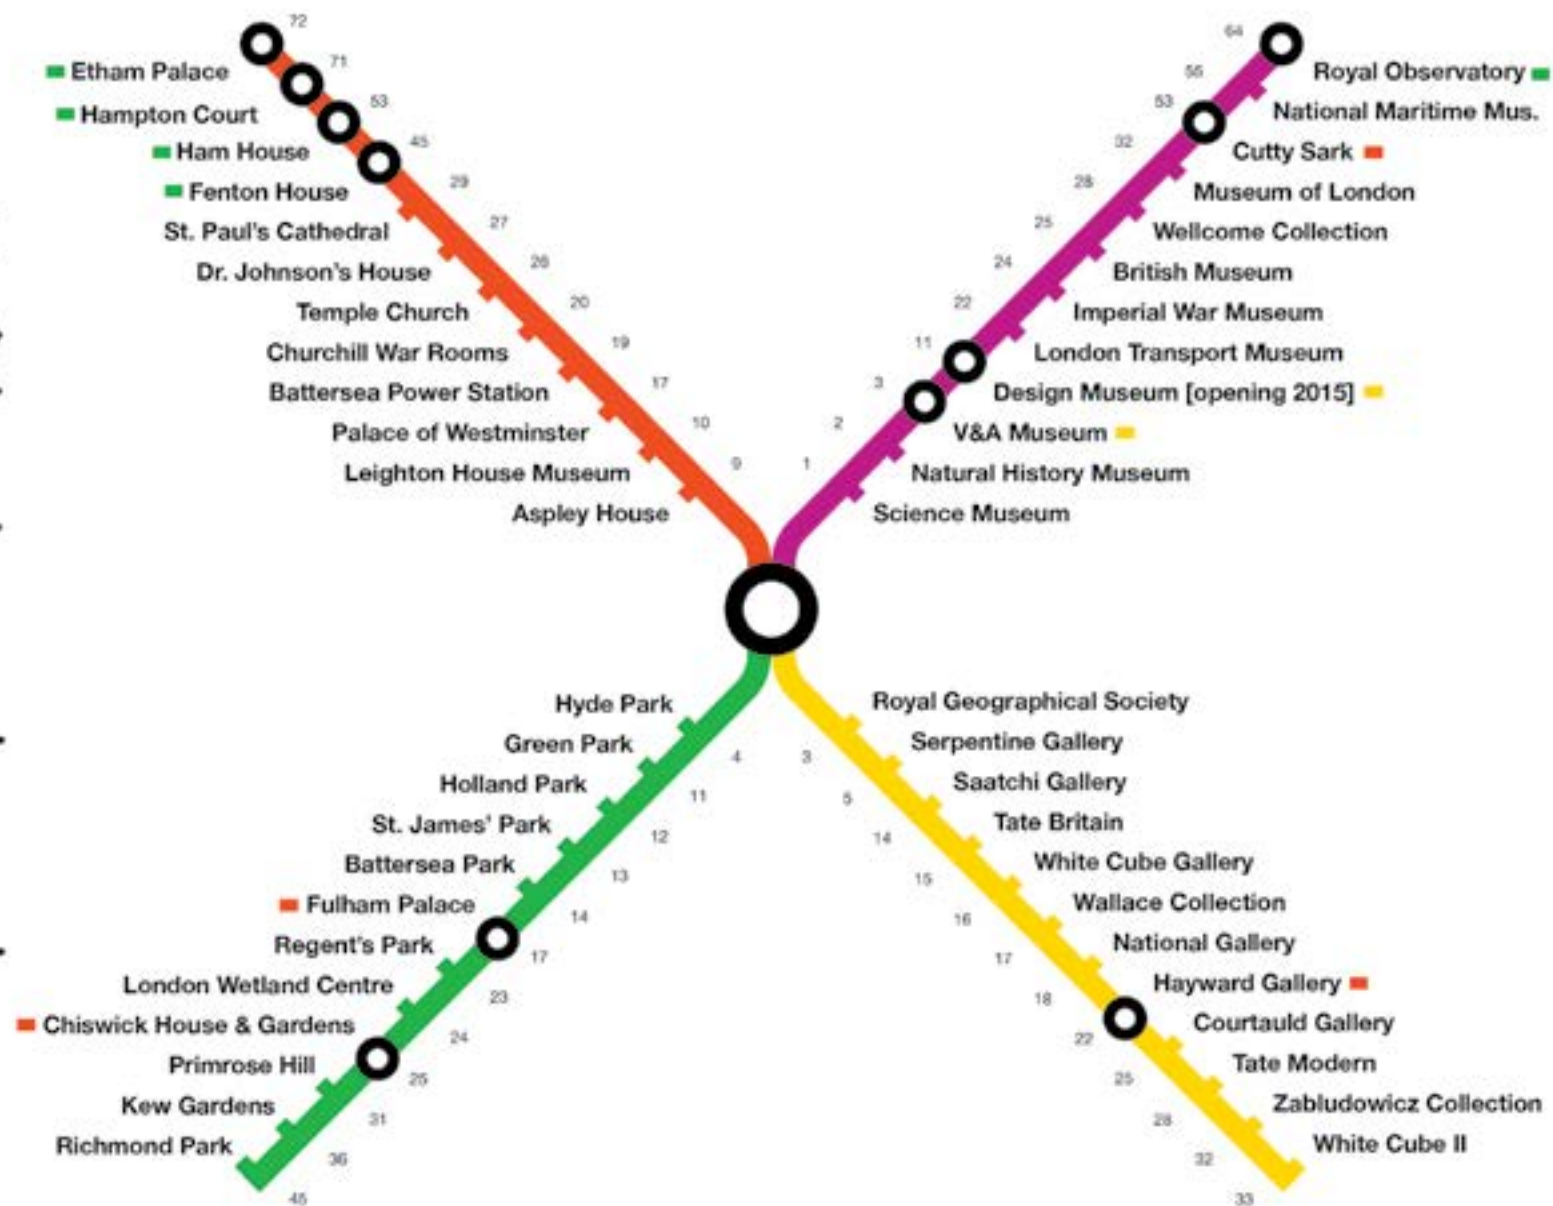 72
Etham Palace
71
Hampton Court
53
Ham House
45
Fenton House
29
St. Paul's Cathedral
27
Dr. Johnson's House
26
Temple Church
20
Churchill War Rooms
19
Battersea Power Station
17
Palace of Westminster
10
Leighton House Museum
9
Aspley House
64
Royal Observatory
55
National Maritime Mus.
53
Cutty Sark
32
Museum of London
28
Wellcome Collection
25
British Museum
24
Imperial War Museum
22
London Transport Museum
11
Design Museum [opening 2015]
3
V&A Museum
2
Natural History Museum
1
Science Museum
Hyde Park
4
Green Park
11
Holland Park
12
St. James' Park
13
Battersea Park
14
Fulham Palace
17
Regent's Park
23
London Wetland Centre
24
Chiswick House & Gardens
25
Primrose Hill
31
Kew Gardens
36
Richmond Park
45
Royal Geographical Society
3
Serpentine Gallery
5
Saatchi Gallery
14
Tate Britain
15
White Cube Gallery
16
Wallace Collection
17
National Gallery
18
Hayward Gallery
22
Courtauld Gallery
25
Tate Modern
28
Zabludowicz Collection
32
White Cube II
33